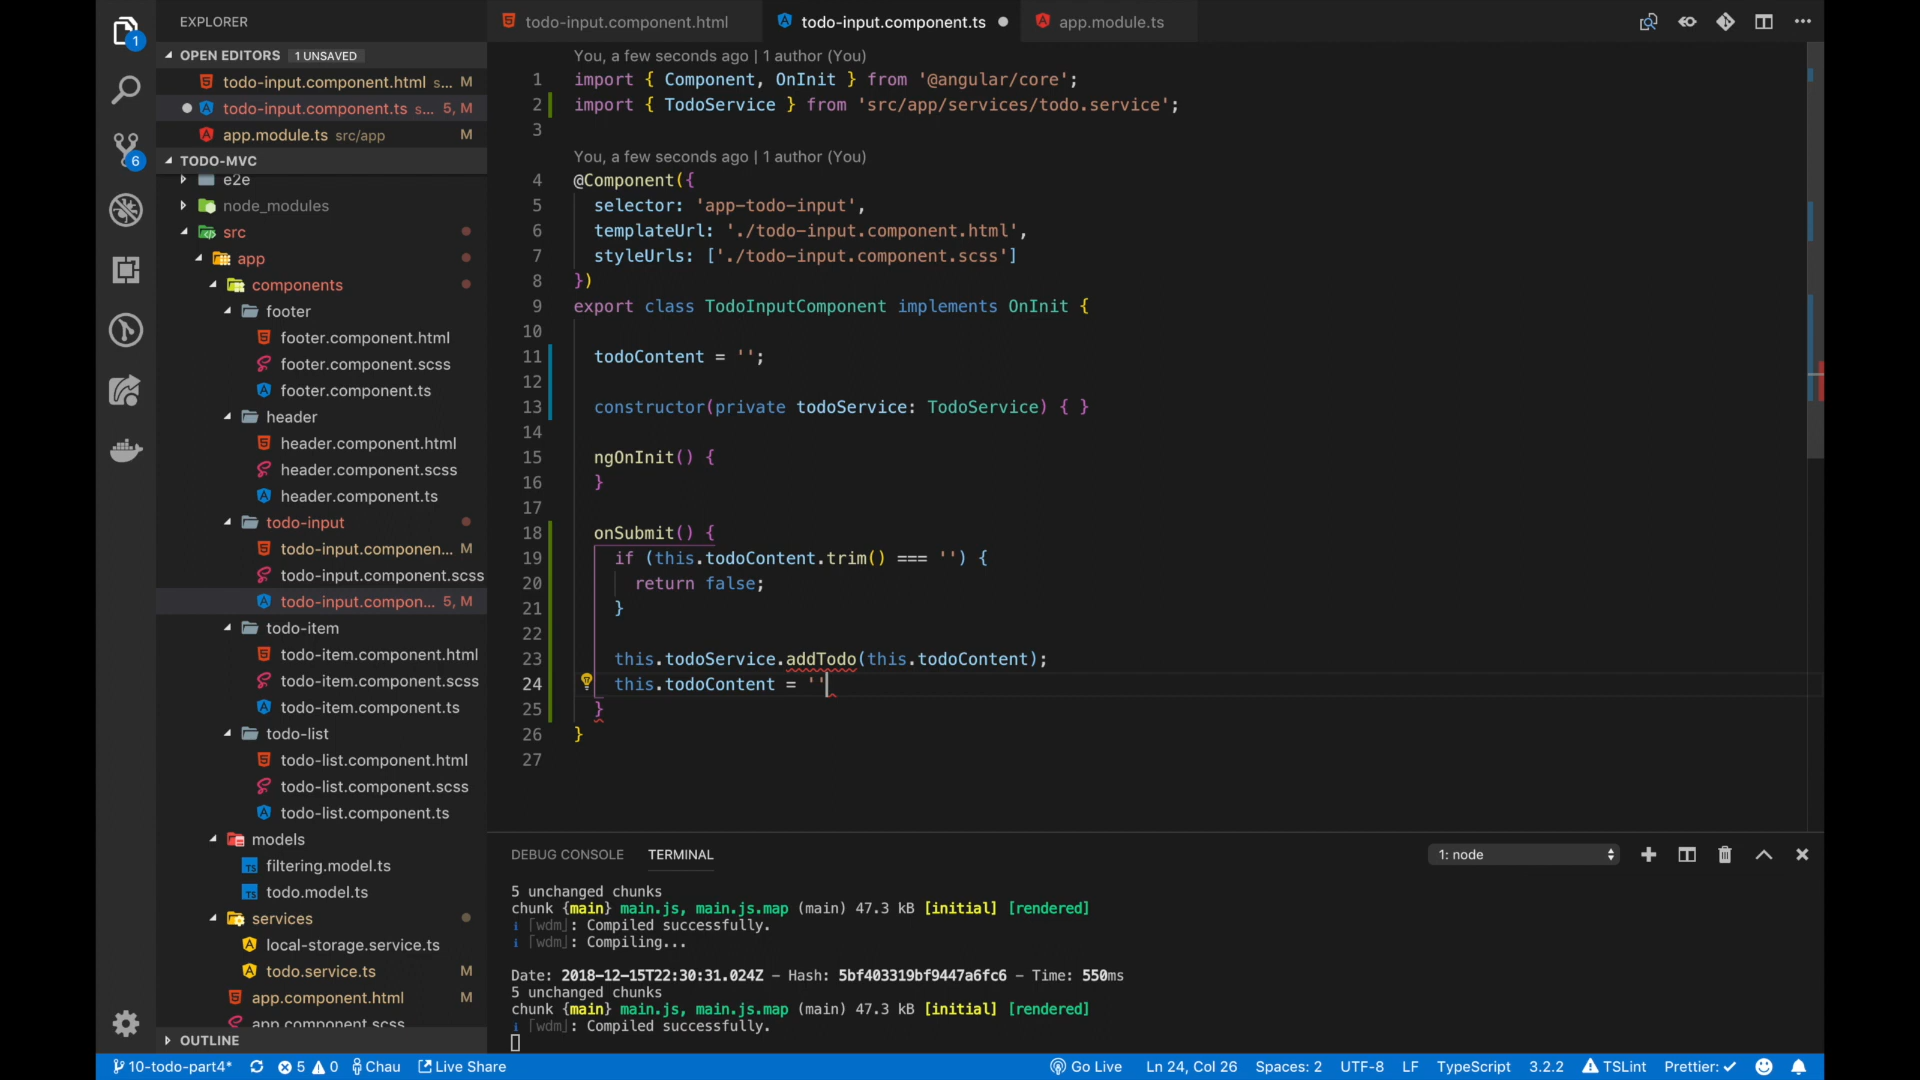 EXPLORER
OPEN EDITORS 1 UNSAVED
todo-input.component.html s... M
todo-input.component.ts s... 5, M
app.module.ts src/app M
TODO-MVC
e2e
node_modules
src
app
components
footer
footer.component.html
footer.component.scss
footer.component.ts
header
header.component.html
header.component.scss
header.component.ts
todo-input
todo-input.componen... M
todo-input.component.scss
todo-input.compon... 5, M
todo-item
todo-item.component.html
todo-item.component.scss
todo-item.component.ts
todo-list
todo-list.component.html
todo-list.component.scss
todo-list.component.ts
models
filtering.model.ts
todo.model.ts
services
local-storage.service.ts
todo.service.ts M
app.component.html M
app.component.scss
OUTLINE
1
6
todo-input.component.html todo-input.component.ts app.module.ts
You, a few seconds ago | 1 author (You)
1 import { Component, OnInit } from '@angular/core';
2 import { TodoService } from 'src/app/services/todo.service';
3
You, a few seconds ago | 1 author (You)
4 @Component({
5 selector: 'app-todo-input',
6 templateUrl: './todo-input.component.html',
7 styleUrls: ['./todo-input.component.scss']
8 })
9 export class TodoInputComponent implements OnInit {
10
11 todoContent = '';
12
13 constructor(private todoService: TodoService) { }
14
15 ngOnInit() {
16 }
17
18 onSubmit() {
19 if (this.todoContent.trim() === '') {
20 return false;
21 }
22
23 this.todoService.addTodo(this.todoContent);
24 this.todoContent = ''
25 }
26 }
27
DEBUG CONSOLE TERMINAL 1: node
5 unchanged chunks
chunk {main} main.js, main.js.map (main) 47.3 kB [initial] [rendered]
i ｢wdm｣: Compiled successfully.
i ｢wdm｣: Compiling...
Date: 2018-12-15T22:30:31.024Z - Hash: 5bf403319bf9447a6fc6 - Time: 550ms
5 unchanged chunks
chunk {main} main.js, main.js.map (main) 47.3 kB [initial] [rendered]
i ｢wdm｣: Compiled successfully.
10-todo-part4* 5 0 Chau Live Share Go Live Ln 24, Col 26 Spaces: 2 UTF-8 LF TypeScript 3.2.2 TSLint Prettier: ✓